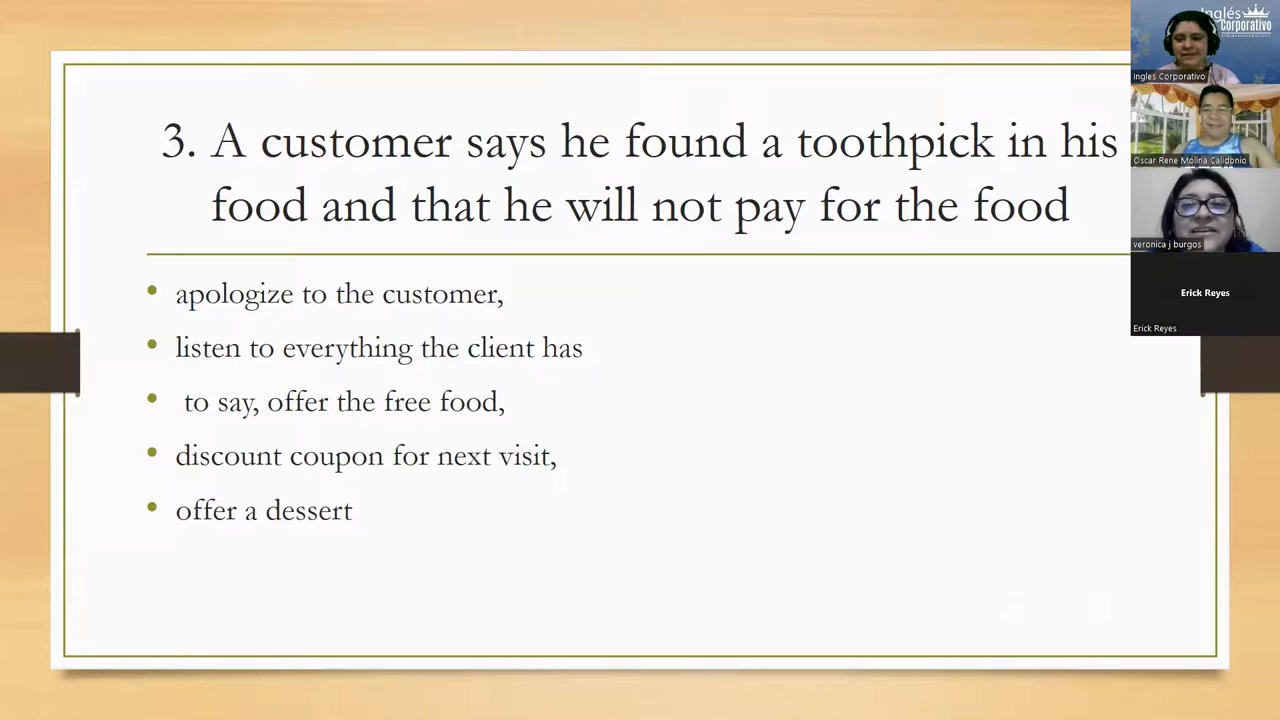 3. A customer says he found a toothpick in his
food and that he will not pay for the food
• apologize to the customer,
• listen to everything the client has
• to say, offer the free food,
• discount coupon for next visit,
• offer a dessert
Inglés
Corporativo
Ingles Corporativo
Oscar Rene Molina Calidonio
veronica j burgos
Erick Reyes
Erick Reyes